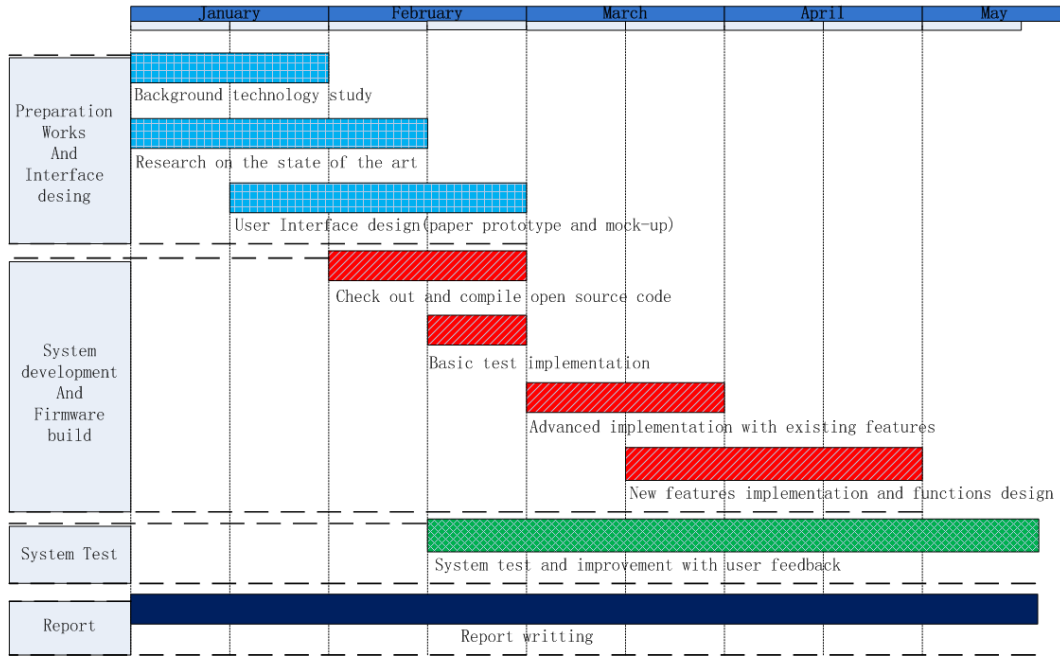 January February March April May
Preparation
Works
And
Interface
desing
Background technology study
Research on the state of the art
User Interface design(paper prototype and mock-up)
System
development
And
Firmware
build
Check out and compile open source code
Basic test implementation
Advanced implementation with existing features
New features implementation and functions design
System Test
System test and improvement with user feedback
Report
Report writting